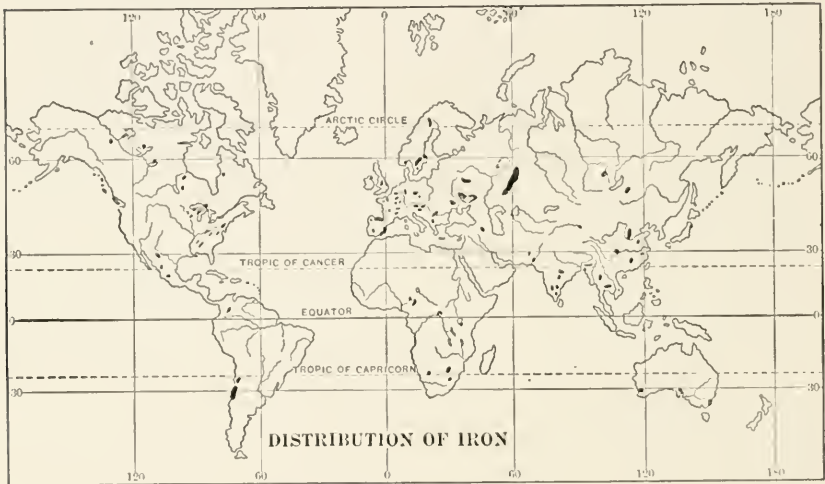 120 60 0 60 120 180
ARCTIC CIRCLE
60 60
30 30
TROPIC OF CANCER
EQUATOR
0 0
TROPIC OF CAPRICORN
30 30
DISTRIBUTION OF IRON
120 60 0 60 120 180